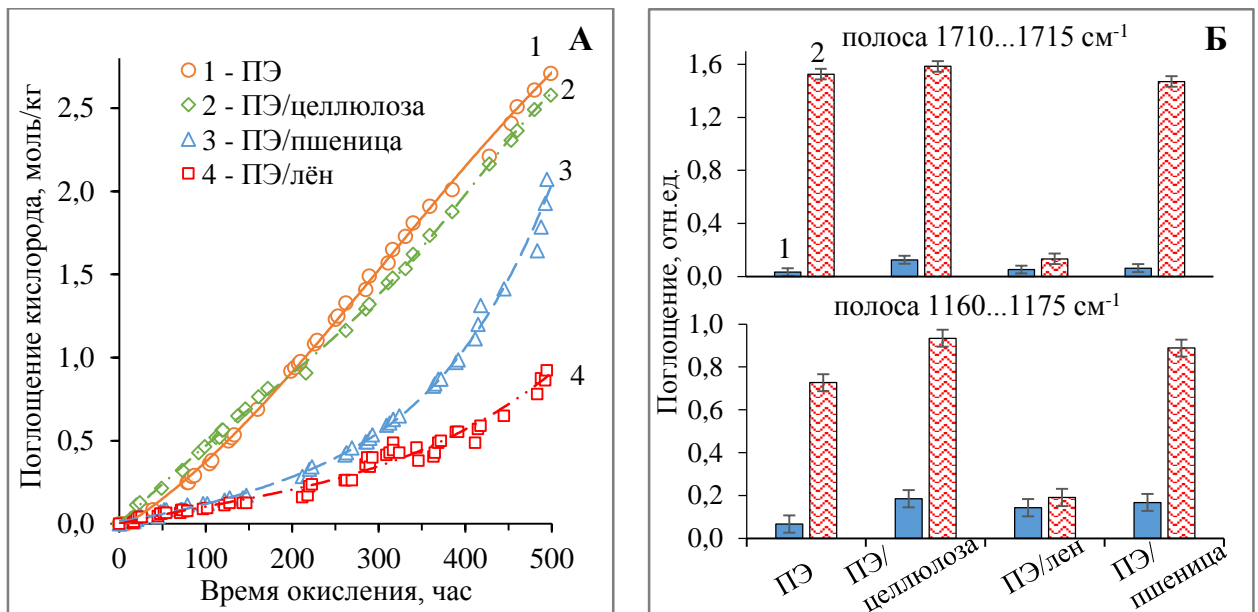 А
1
1 - ПЭ
2 - ПЭ/целлюлоза
3 - ПЭ/пшеница
4 - ПЭ/лён
2
3
4
Поглощение кислорода, моль/кг
2,5
2,0
1,5
1,0
0,5
0,0
0
100
200
300
400
500
Время окисления, час
Б
полоса 1710...1715 см-1
1,6
1,2
0,8
0,4
0,0
1
2
Поглощение, отн.ед.
полоса 1160...1175 см-1
1,0
0,8
0,6
0,4
0,2
0,0
ПЭ
ПЭ/
целлюлоза
ПЭ/лен
ПЭ/
пшеница